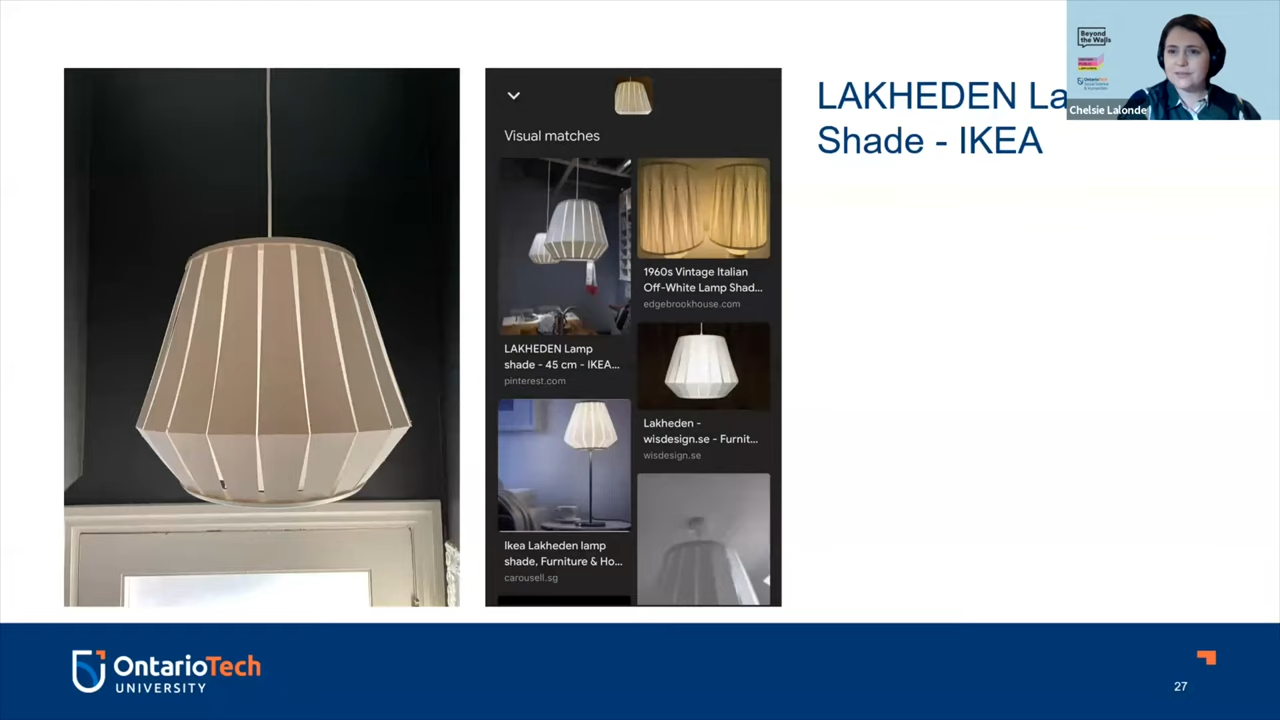 Visual matches
LAKHEDEN Lamp
shade - 45 cm - IKEA...
pinterest.com
Ikea Lakheden lamp
shade, Furniture & Ho...
carousell.sg
1960s Vintage Italian
Off-White Lamp Shad...
edgebrookhouse.com
Lakheden -
wisdesign.se - Furnit...
wisdesign.se
LAKHEDEN La
Shade - IKEA
Beyond
the Walls
OntarioTech
Chelsie Lalonde
OntarioTech
UNIVERSITY
27